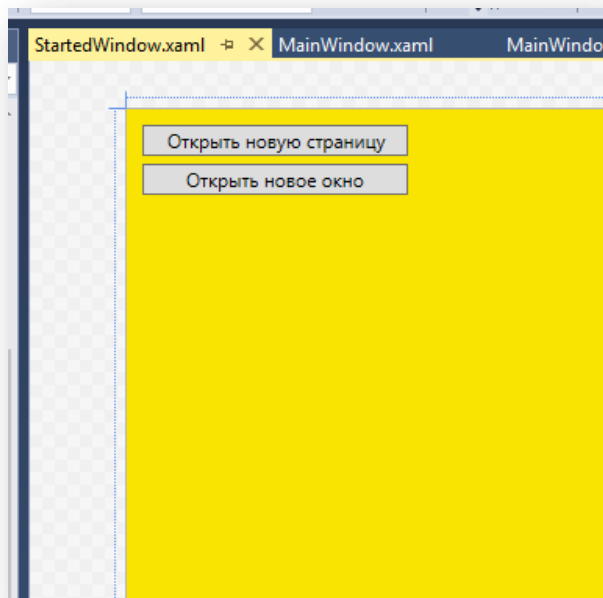 StartedWindow.xaml MainWindow.xaml
Открыть новую страницу
Открыть новое окно